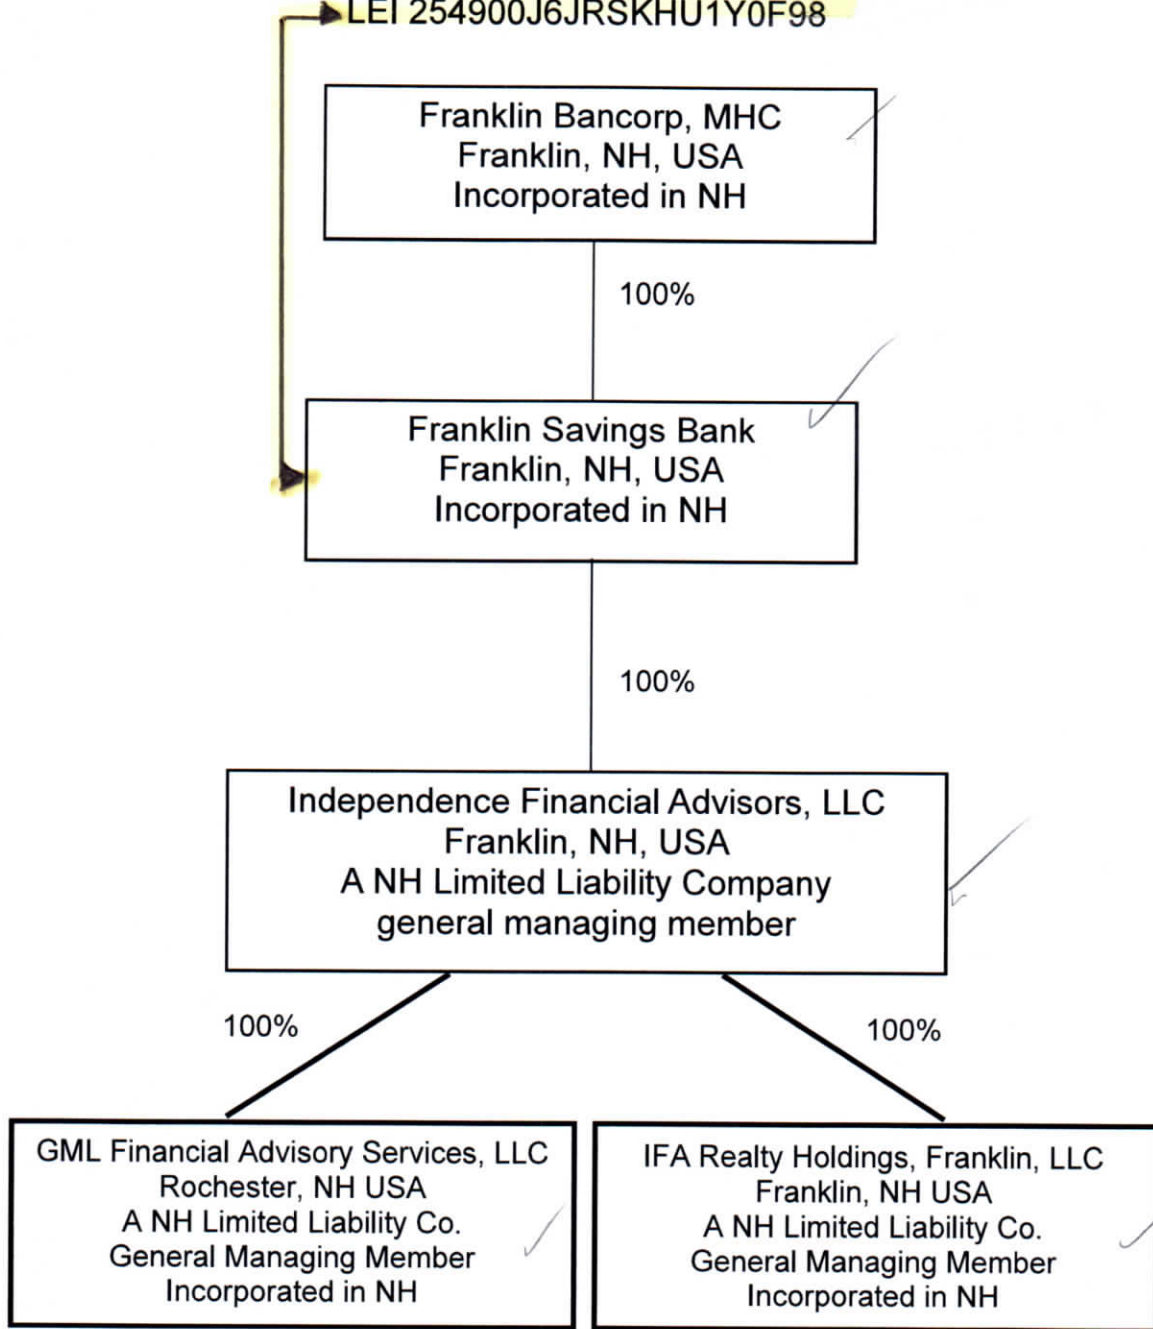 LEI 254900J6JRSKHU1Y0F98
Franklin Bancorp, MHC
Franklin, NH, USA
Incorporated in NH
100%
Franklin Savings Bank
Franklin, NH, USA
Incorporated in NH
100%
Independence Financial Advisors, LLC
Franklin, NH, USA
A NH Limited Liability Company
general managing member
100%
100%
GML Financial Advisory Services, LLC
Rochester, NH USA
A NH Limited Liability Co.
General Managing Member
Incorporated in NH
IFA Realty Holdings, Franklin, LLC
Franklin, NH USA
A NH Limited Liability Co.
General Managing Member
Incorporated in NH